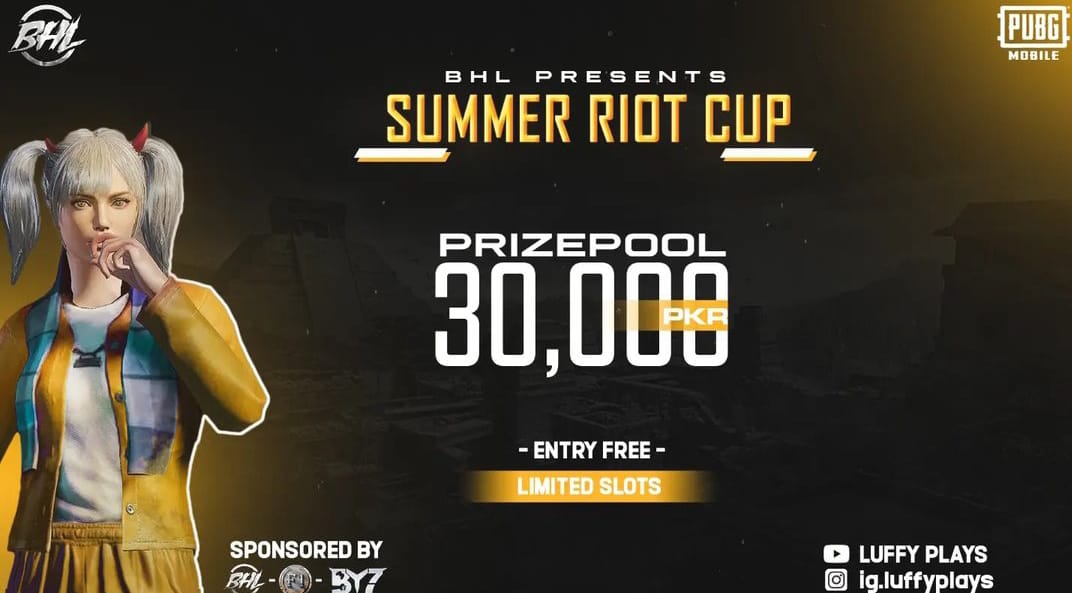 BHL
PUBG
MOBILE
BHL PRESENTS
SUMMER RIOT CUP
PRIZEPOOL
30,000
PKR
- ENTRY FREE -
LIMITED SLOTS
SPONSORED BY
BHL - - BY7
LUFFY PLAYS
ig.luffyplays